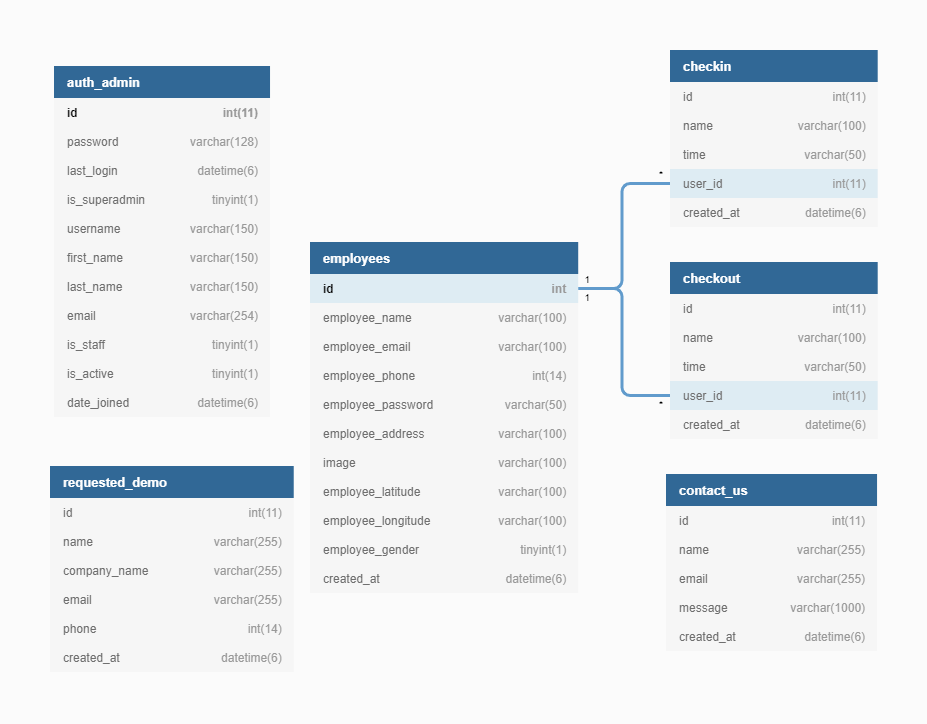 auth_admin
id int(11)
password varchar(128)
last_login datetime(6)
is_superadmin tinyint(1)
username varchar(150)
first_name varchar(150)
last_name varchar(150)
email varchar(254)
is_staff tinyint(1)
is_active tinyint(1)
date_joined datetime(6)
requested_demo
id int(11)
name varchar(255)
company_name varchar(255)
email varchar(255)
phone int(14)
created_at datetime(6)
employees
id int
employee_name varchar(100)
employee_email varchar(100)
employee_phone int(14)
employee_password varchar(50)
employee_address varchar(100)
image varchar(100)
employee_latitude varchar(100)
employee_longitude varchar(100)
employee_gender tinyint(1)
created_at datetime(6)
1
1
*
*
checkin
id int(11)
name varchar(100)
time varchar(50)
user_id int(11)
created_at datetime(6)
checkout
id int(11)
name varchar(100)
time varchar(50)
user_id int(11)
created_at datetime(6)
contact_us
id int(11)
name varchar(255)
email varchar(255)
message varchar(1000)
created_at datetime(6)